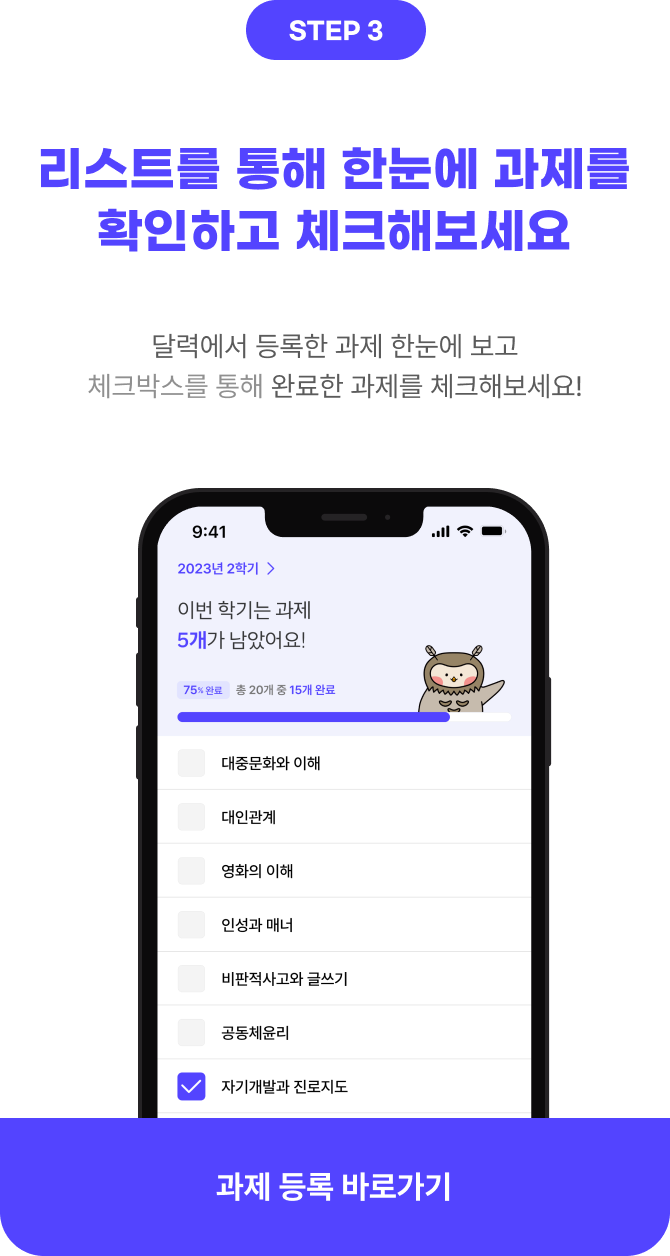 STEP 3
리스트를 통해 한눈에 과제를
확인하고 체크해보세요
달력에서 등록한 과제 한눈에 보고
체크박스를 통해 완료한 과제를 체크해보세요!
9:41
2023년 2학기
이번 학기는 과제
5개가 남았어요!
75% 완료 총 20개 중 15개 완료
대중문화와 이해
대인관계
영화의 이해
인성과 매너
비판적사고와 글쓰기
공동체윤리
자기개발과 진로지도
과제 등록 바로가기